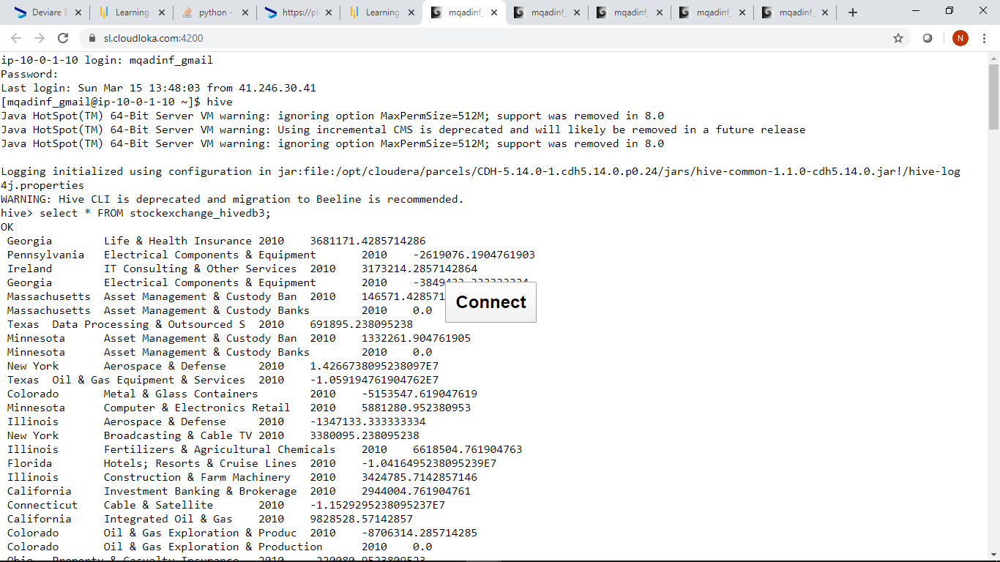 Deviare E
Learning
python -
https://pl
Learning
mqadinf_
mqadinf_
mqadinf_
mqadinf_
mqadinf_
sl.cloudloka.com:4200
N
ip-10-0-1-10 login: mqadinf_gmail
Password:
Last login: Sun Mar 15 13:48:03 from 41.246.30.41
[mqadinf_gmail@ip-10-0-1-10 ~]$ hive
Java HotSpot(TM) 64-Bit Server VM warning: ignoring option MaxPermSize=512M; support was removed in 8.0
Java HotSpot(TM) 64-Bit Server VM warning: Using incremental CMS is deprecated and will likely be removed in a future release
Java HotSpot(TM) 64-Bit Server VM warning: ignoring option MaxPermSize=512M; support was removed in 8.0
Logging initialized using configuration in jar:file:/opt/cloudera/parcels/CDH-5.14.0-1.cdh5.14.0.p0.24/jars/hive-common-1.1.0-cdh5.14.0.jar!/hive-log
4j.properties
WARNING: Hive CLI is deprecated and migration to Beeline is recommended.
hive> select * FROM stockexchange_hivedb3;
OK
Georgia Life & Health Insurance 2010 3681171.4285714286
Pennsylvania Electrical Components & Equipment 2010 -2619076.1904761903
Ireland IT Consulting & Other Services 2010 3173214.2857142864
Georgia Electrical Components & Equipment 2010
Massachusetts Asset Management & Custody Ban 2010 146571.428571
Connect
Massachusetts Asset Management & Custody Banks 2010 0.0
Texas Data Processing & Outsourced S 2010 691895.238095238
Minnesota Asset Management & Custody Ban 2010 1332261.904761905
Minnesota Asset Management & Custody Banks 2010 0.0
New York Aerospace & Defense 2010 1.4266738095238097E7
Texas Oil & Gas Equipment & Services 2010 -1.059194761904762E7
Colorado Metal & Glass Containers 2010 -5153547.619047619
Minnesota Computer & Electronics Retail 2010 5881280.952380953
Illinois Aerospace & Defense 2010 -1347133.333333334
New York Broadcasting & Cable TV 2010 3380095.238095238
Illinois Fertilizers & Agricultural Chemicals 2010 6618504.761904763
Florida Hotels; Resorts & Cruise Lines 2010 -1.0416495238095239E7
Illinois Construction & Farm Machinery 2010 3424785.7142857146
California Investment Banking & Brokerage 2010 2944004.761904761
Connecticut Cable & Satellite 2010 -1.1529295238095237E7
California Integrated Oil & Gas 2010 9828528.57142857
Colorado Oil & Gas Exploration & Produc 2010 -8706314.285714285
Colorado Oil & Gas Exploration & Production 2010 0.0
Ohio Property & Casualty Insurance 2010